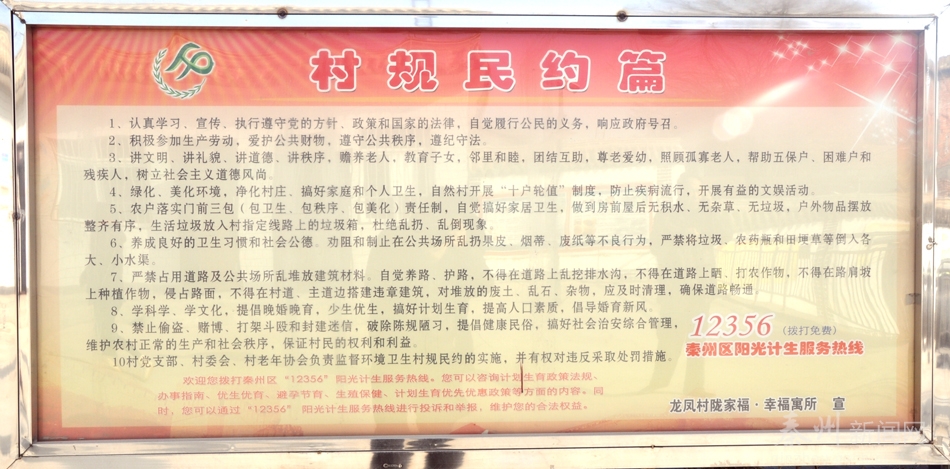 村规民约篇
1、认真学习、宣传、执行遵守党的方针、政策和国家的法律，自觉履行公民的义务，响应政府号召。
2、积极参加生产劳动，爱护公共财物，遵守公共秩序，遵纪守法。
3、讲文明、讲礼貌、讲道德、讲秩序，赡养老人，教育子女，邻里和睦，团结互助，尊老爱幼，照顾孤寡老人，帮助五保户、困难户和
残疾人，树立社会主义道德风尚。
4、绿化、美化环境，净化村庄、搞好家庭和个人卫生，自然村开展“十户轮值”制度，防止疾病流行，开展有益的文娱活动。
5、农户落实门前三包（包卫生、包秩序、包美化）责任制，自觉搞好家居卫生，做到房前屋后无积水、无杂草、无垃圾，户外物品摆放
整齐有序，生活垃圾放入村指定线路上的垃圾箱，杜绝乱扔、乱倒现象。
6、养成良好的卫生习惯和社会公德。劝阻和制止在公共场所乱扔果皮、烟蒂、废纸等不良行为，严禁将垃圾、农药瓶和田埂草等倒入各
大、小水渠。
7、严禁占用道路及公共场所乱堆放建筑材料。自觉养路、护路，不得在道路上乱挖排水沟，不得在道路上晒、打农作物，不得在路肩坡
上种植作物，侵占路面，不得在村道、主道边搭建违章建筑，对堆放的废土、乱石、杂物，应及时清理，确保道路畅通。
8、学科学、学文化，提倡晚婚晚育，少生优生，搞好计划生育，提高人口素质，倡导婚育新风。
9、禁止偷盗、赌博、打架斗殴和封建迷信，破除陈规陋习，提倡健康民俗，搞好社会治安综合管理，
维护农村正常的生产和社会秩序，保证村民的权利和利益。
10村党支部、村委会、村老年协会负责监督环境卫生村规民约的实施，并有权对违反采取处罚措施。
12356（拨打免费）
秦州区阳光计生服务热线
欢迎您拨打秦州区“12356”阳光计生服务热线。您可以咨询计划生育政策法规、
办事指南、优生优育、避孕节育、生殖保健、计划生育优先优惠政策等方面的内容。同
时，您可以通过“12356”阳光计生服务热线进行投诉和举报，维护您的合法权益。
龙凤村陇家福·幸福寓所 宣
秦州新闻网